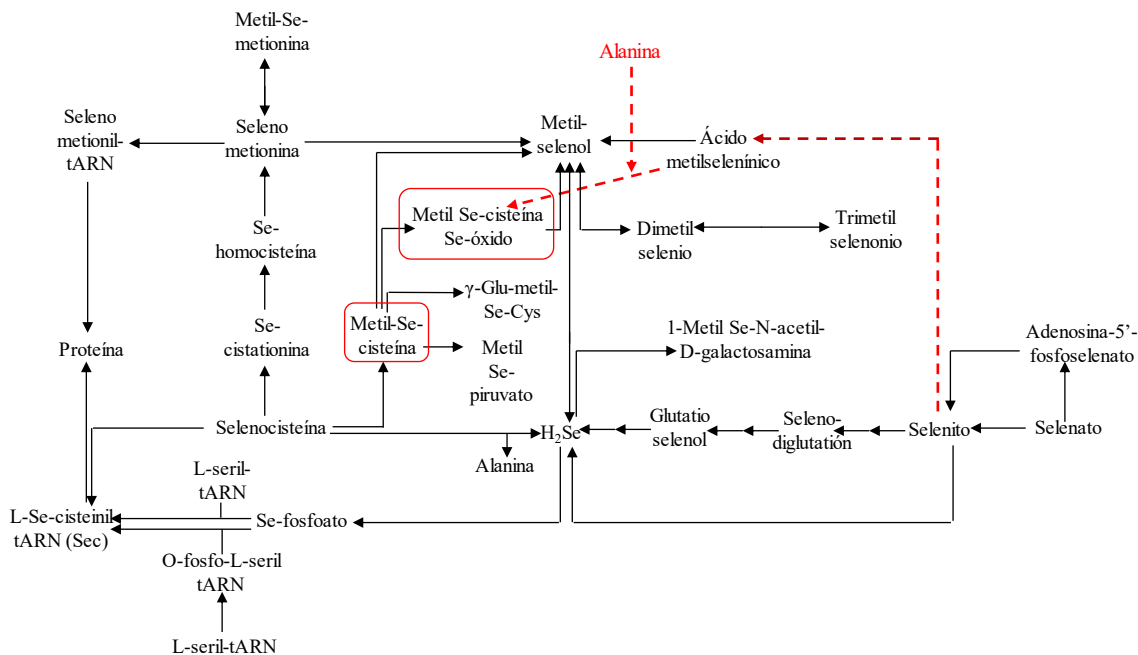 Metil-Se-
metionina
Alanina
Seleno
metionil-
tARN
Seleno
metionina
Metil-
selenol
Ácido
metilselenínico
Metil Se-cisteína
Se-óxido
Se-
homocisteína
Dimetil
selenio
Trimetil
selenonio
γ-Glu-metil-
Se-Cys
Proteína
Se-
cistationina
Metil-Se-
cisteína
Metil
Se-
piruvato
1-Metil Se-N-acetil-
D-galactosamina
Adenosina-5’-
fosfoselenato
Selenocisteína
H₂Se
Glutatio
selenol
Seleno-
diglutatión
Selenito
Selenato
Alanina
L-seril-
tARN
L-Se-cisteinil
tARN (Sec)
Se-fosfoato
O-fosfo-L-seril
tARN
L-seril-tARN